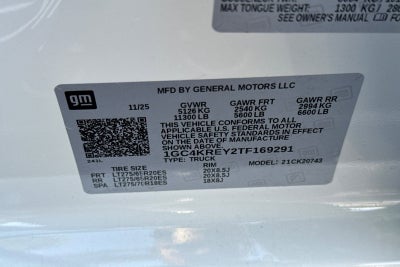 MAX TONGUE WEIGHT: 1300 KG/
SEE OWNER'S MANUAL
gm
MFD BY GENERAL MOTORS LLC
11/25 GVWR GAWR FRT GAWR RR
5126 KG 2540 KG 2994 KG
11300 LB 5600 LB 6600 LB
THIS VEHICLE CONFORMS TO ALL
APPLICABLE U.S. FEDERAL MOTOR
VEHICLE SAFETY STANDARDS IN EFFECT
ON THE DATE OF MANUFACTURE
SHOWN ABOVE.
1GC4KREY2TF169291
TYPE: TRUCK MODEL: 21CK20743
241L
TIRE SIZE RIM
FRT LT275/65R20ES 20X8.5J
RR LT275/65R20ES 20X8.5J
SPA LT275/70R18ES 18X8J